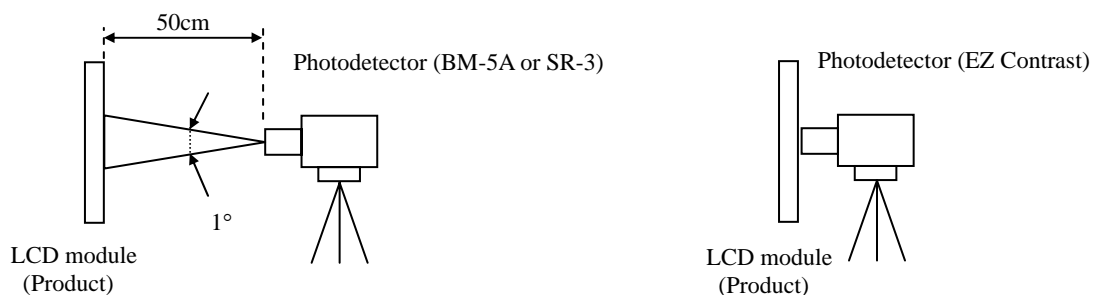 50cm
Photodetector (BM-5A or SR-3)
1°
LCD module
(Product)
Photodetector (EZ Contrast)
LCD module
(Product)